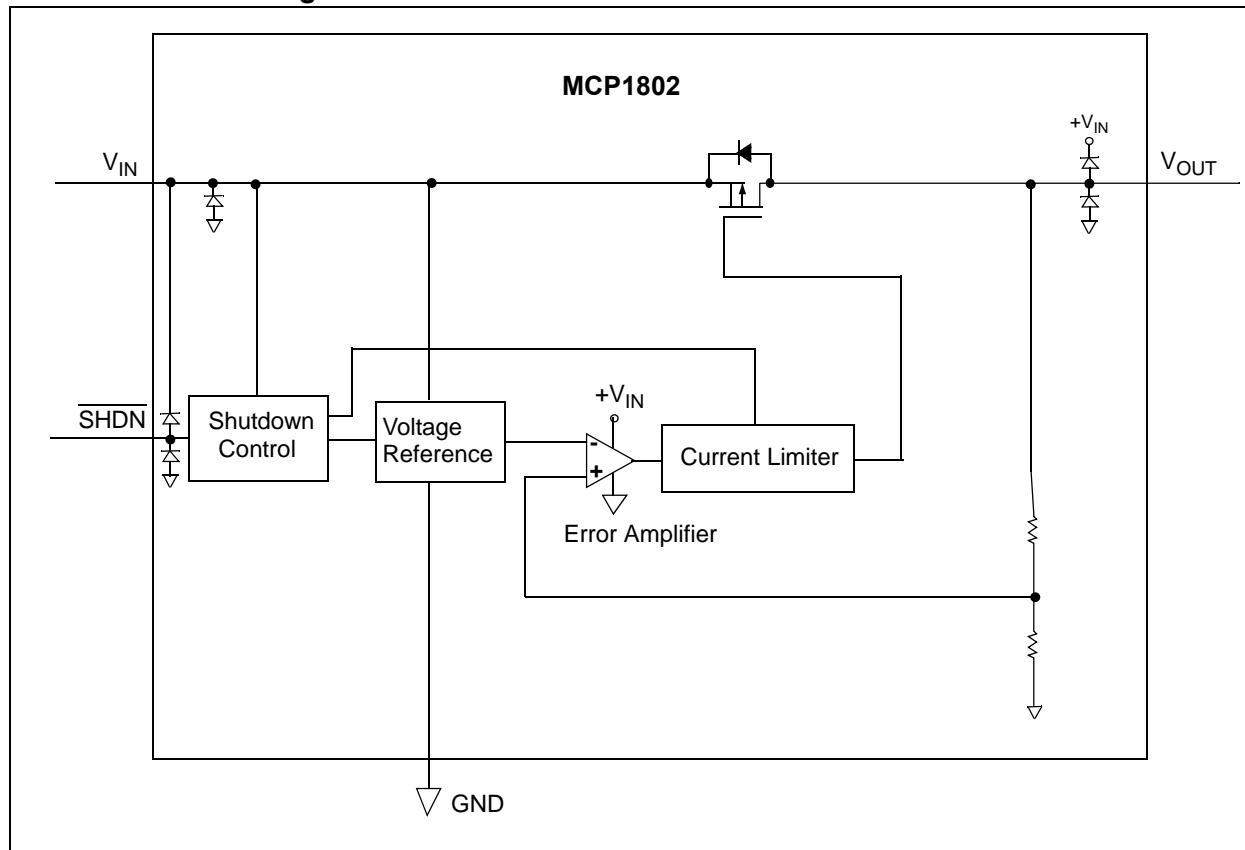 MCP1802
+VIN
VIN
VOUT
SHDN
Shutdown
Control
Voltage
Reference
+VIN
-
+
Current Limiter
Error Amplifier
GND